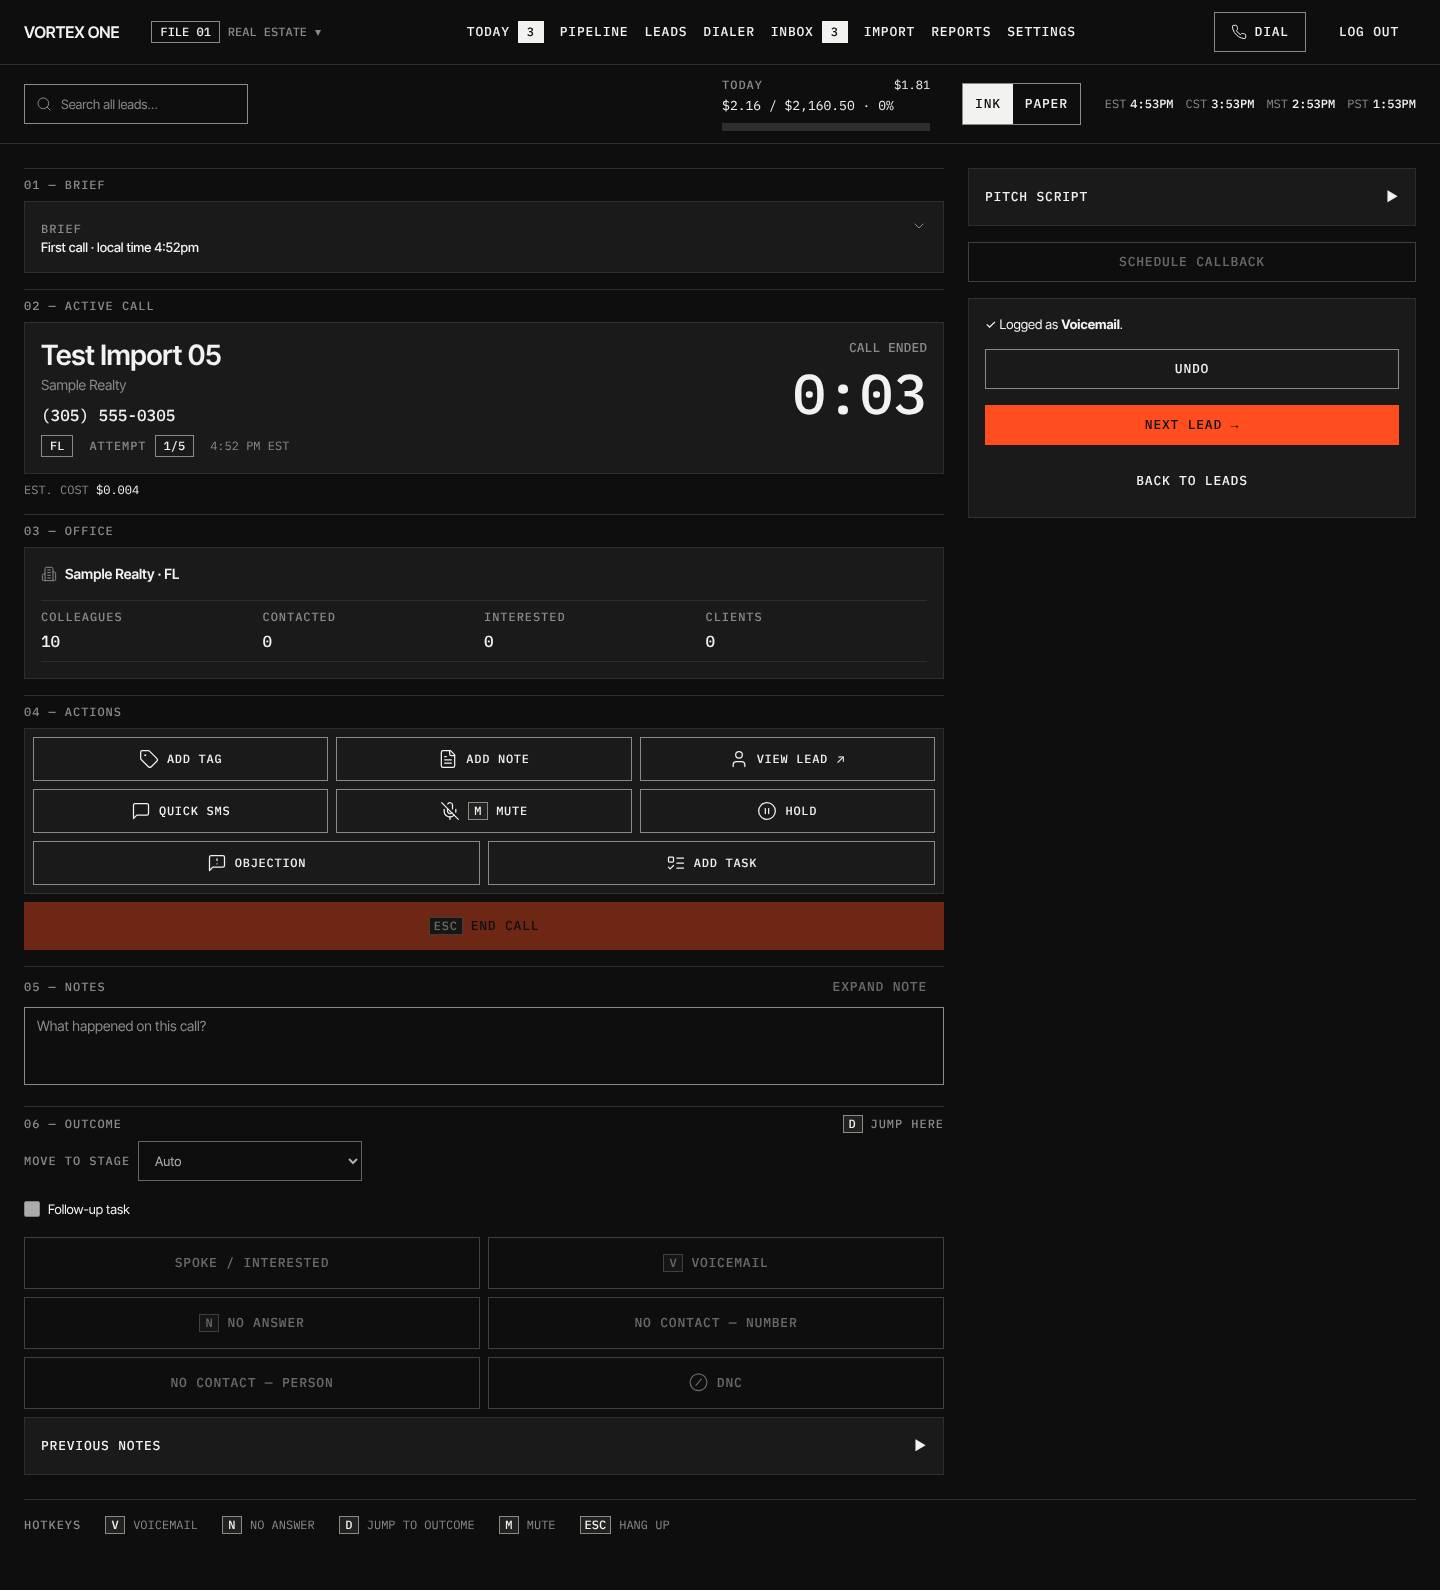 VORTEX ONE
FILE 01 REAL ESTATE ▾
TODAY 3 PIPELINE LEADS DIALER INBOX 3 IMPORT REPORTS SETTINGS
DIAL
LOG OUT
Search all leads...
TODAY $1.81
$2.16 / $2,160.50 · 0%
INK PAPER
EST 4:53PM CST 3:53PM MST 2:53PM PST 1:53PM
01 — BRIEF
BRIEF
First call · local time 4:52pm
02 — ACTIVE CALL
Test Import 05
Sample Realty
(305) 555-0305
FL ATTEMPT 1/5 4:52 PM EST
CALL ENDED
0:03
EST. COST $0.004
03 — OFFICE
Sample Realty · FL
COLLEAGUES CONTACTED INTERESTED CLIENTS
10 0 0 0
04 — ACTIONS
ADD TAG ADD NOTE VIEW LEAD ↗
QUICK SMS M MUTE HOLD
OBJECTION ADD TASK
ESC END CALL
05 — NOTES EXPAND NOTE
What happened on this call?
06 — OUTCOME D JUMP HERE
MOVE TO STAGE Auto
Follow-up task
SPOKE / INTERESTED V VOICEMAIL
N NO ANSWER NO CONTACT — NUMBER
NO CONTACT — PERSON DNC
PREVIOUS NOTES ▶
PITCH SCRIPT ▶
SCHEDULE CALLBACK
✓ Logged as Voicemail.
UNDO
NEXT LEAD →
BACK TO LEADS
HOTKEYS V VOICEMAIL N NO ANSWER D JUMP TO OUTCOME M MUTE ESC HANG UP